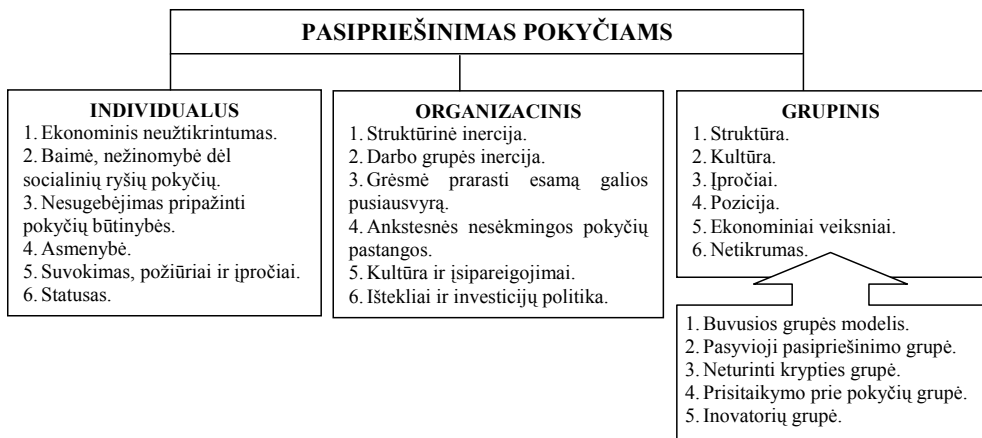 PASIPRIEŠINIMAS POKYČIAMS
INDIVIDUALUS
1. Ekonominis neužtikrintumas.
2. Baimė, nežinomybė dėl
socialinių ryšių pokyčių.
3. Nesugebėjimas pripažinti
pokyčių būtinybės.
4. Asmenybė.
5. Suvokimas, požiūriai ir įpročiai.
6. Statusas.
ORGANIZACINIS
1. Struktūrinė inercija.
2. Darbo grupės inercija.
3. Grėsmė prarasti esamą galios
pusiausvyrą.
4. Ankstesnės nesėkmingos pokyčių
pastangos.
5. Kultūra ir įsipareigojimai.
6. Ištekliai ir investicijų politika.
GRUPINIS
1. Struktūra.
2. Kultūra.
3. Įpročiai.
4. Pozicija.
5. Ekonominiai veiksniai.
6. Netikrumas.
1. Buvusios grupės modelis.
2. Pasyvioji pasipriešinimo grupė.
3. Neturinti krypties grupė.
4. Prisitaikymo prie pokyčių grupė.
5. Inovatorių grupė.